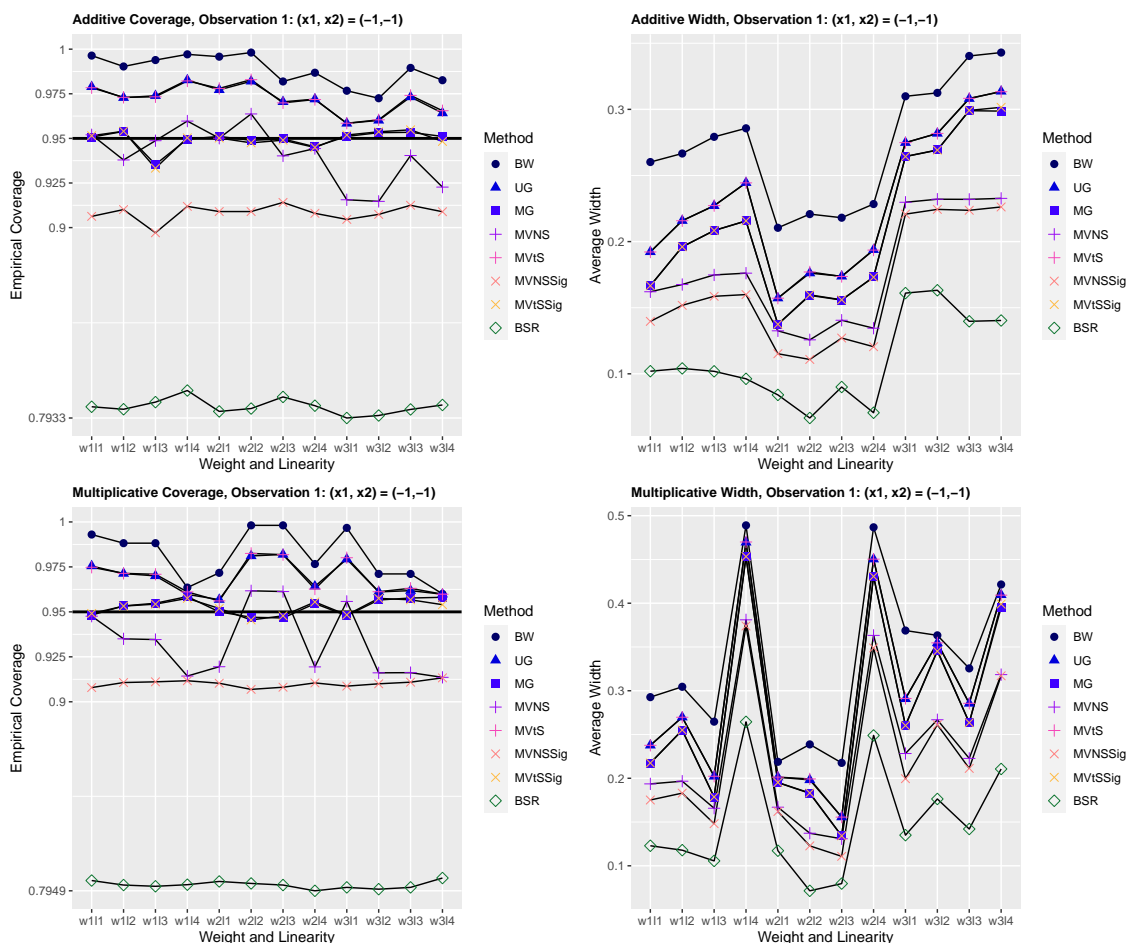 Additive Coverage, Observation 1: (x1, x2) = (−1,−1)
1
0.975
0.95
0.925
0.9
0.7933
Empirical Coverage
w1l1 w1l2 w1l3 w1l4 w2l1 w2l2 w2l3 w2l4 w3l1 w3l2 w3l3 w3l4
Weight and Linearity
Method
BW
UG
MG
MVNS
MVtS
MVNSSig
MVtSSig
BSR
Additive Width, Observation 1: (x1, x2) = (−1,−1)
0.3
0.2
0.1
Average Width
w1l1 w1l2 w1l3 w1l4 w2l1 w2l2 w2l3 w2l4 w3l1 w3l2 w3l3 w3l4
Weight and Linearity
Method
BW
UG
MG
MVNS
MVtS
MVNSSig
MVtSSig
BSR
Multiplicative Coverage, Observation 1: (x1, x2) = (−1,−1)
1
0.975
0.95
0.925
0.9
0.7949
Empirical Coverage
w1l1 w1l2 w1l3 w1l4 w2l1 w2l2 w2l3 w2l4 w3l1 w3l2 w3l3 w3l4
Weight and Linearity
Method
BW
UG
MG
MVNS
MVtS
MVNSSig
MVtSSig
BSR
Multiplicative Width, Observation 1: (x1, x2) = (−1,−1)
0.5
0.4
0.3
0.2
0.1
Average Width
w1l1 w1l2 w1l3 w1l4 w2l1 w2l2 w2l3 w2l4 w3l1 w3l2 w3l3 w3l4
Weight and Linearity
Method
BW
UG
MG
MVNS
MVtS
MVNSSig
MVtSSig
BSR